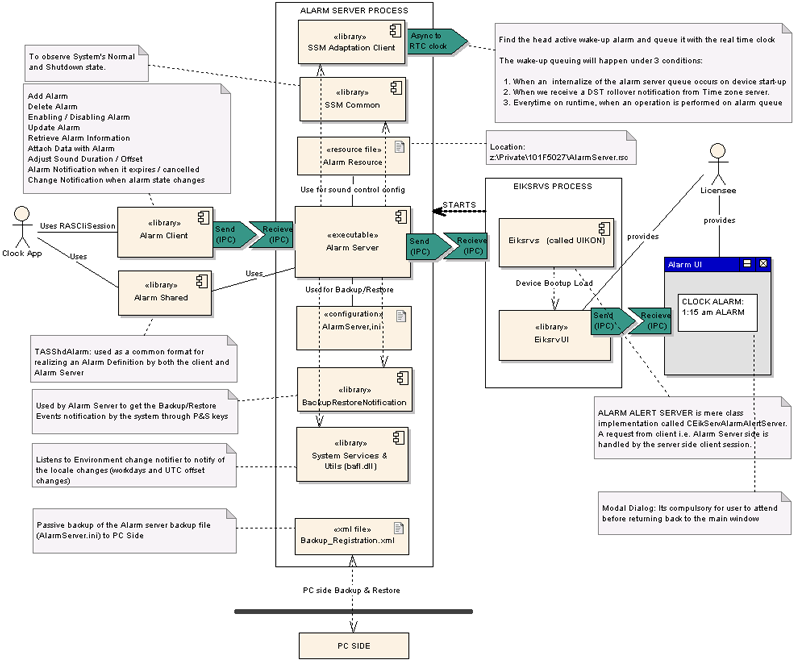 ALARM SERVER PROCESS
«library»
SSM Adaptation Client
Async to
RTC clock
Find the head active wake-up alarm and queue it with the real time clock
The wake-up queuing will happen under 3 conditions:
1. When an internalize of the alarm server queue occurs on device start-up
2. When we receive a DST rollover notification from Time zone server.
3. Everytime on runtime, when an operation is performed on alarm queue
To observe System's Normal
and Shutdown state.
«library»
SSM Common
Add Alarm
Delete Alarm
Enabling / Disabling Alarm
Update Alarm
Retrieve Alarm Information
Attach Data with Alarm
Adjust Sound Duration / Offset
Alarm Notification when it expires / cancelled
Change Notification when alarm state changes
«resource file»
Alarm Resource
Location:
z:\Private\101F5027\AlarmServer.rsc
Use for sound control config
STARTS
EIKSRVS PROCESS
Licensee
Clock App
Uses RASCliSession
«library»
Alarm Client
Send
(IPC)
Recieve
(IPC)
«executable»
Alarm Server
Send
(IPC)
Recieve
(IPC)
Eiksrvs (called UIKON)
provides
provides
Uses
«library»
Alarm Shared
Uses
Used for Backup/Restore
Device Bootup Load
Alarm UI
CLOCK ALARM:
1:15 am ALARM
«configuration»
AlarmServer.ini
«library»
EiksrvUI
Send
(IPC)
Recieve
(IPC)
TASShdAlarm: used as a common format for
realizing an Alarm Definition by both the client and
Alarm Server
Used by Alarm Server to get the Backup/Restore
Events notification by the system through P&S keys
«library»
BackupRestoreNotification
ALARM ALERT SERVER is mere class
implementation called CEikServAlarmAlertServer.
A request from client i.e. Alarm Server side is
handled by the server side client session.
Listens to Environment change notifier to notify of
the locale changes (workdays and UTC offset
changes)
«library»
System Services &
Utils (bafl.dll)
Modal Dialog: Its compulsory for user to attend
before returning back to the main window
Passive backup of the Alarm server backup file
(AlarmServer.ini) to PC Side
«xml file»
Backup_Registration.xml
PC side Backup & Restore
PC SIDE